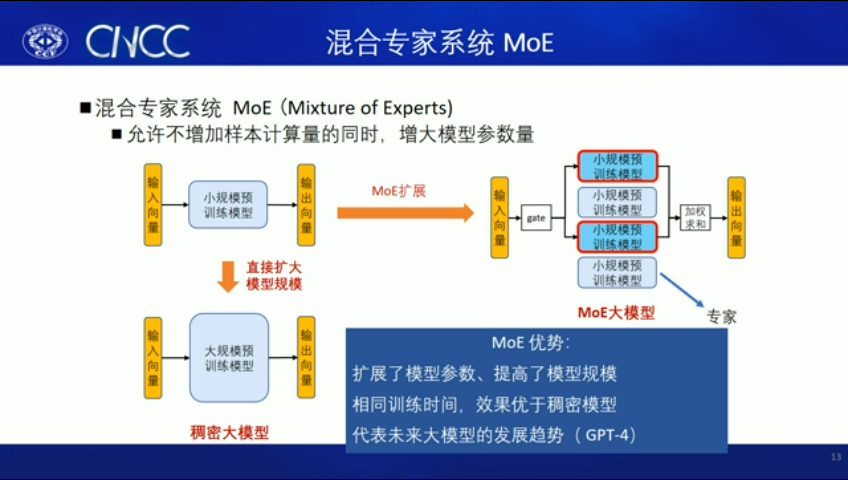 CCF
CNCC
混合专家系统 MoE
■混合专家系统 MoE（Mixture of Experts)
■ 允许不增加样本计算量的同时，增大模型参数量
输入向量
小规模预
训练模型
输出向量
MoE扩展
输入向量
gate
小规模预
训练模型
小规模预
训练模型
小规模预
训练模型
小规模预
训练模型
加权
求和
输出向量
直接扩大
模型规模
MoE大模型
专家
输入向量
大规模预
训练模型
输出向量
稠密大模型
MoE 优势：
扩展了模型参数、提高了模型规模
相同训练时间，效果优于稠密模型
代表未来大模型的发展趋势（ GPT-4）
13